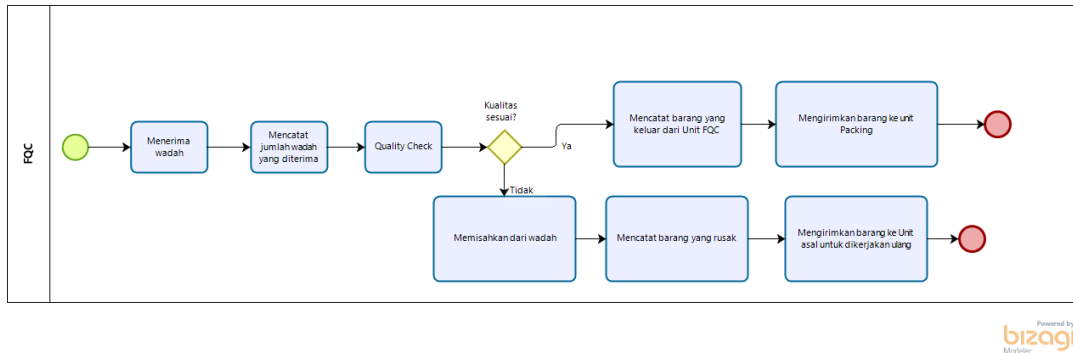 FQC
Menerima
wadah
Mencatat
jumlah wadah
yang diterima
Quality Check
Kualitas
sesuai?
Ya
Mencatat barang yang
keluar dari Unit FQC
Mengirimkan barang ke unit
Packing
Tidak
Memisahkan dari wadah
Mencatat barang yang rusak
Mengirimkan barang ke Unit
asal untuk dikerjakan ulang
Powered by
bizagi
Modeler